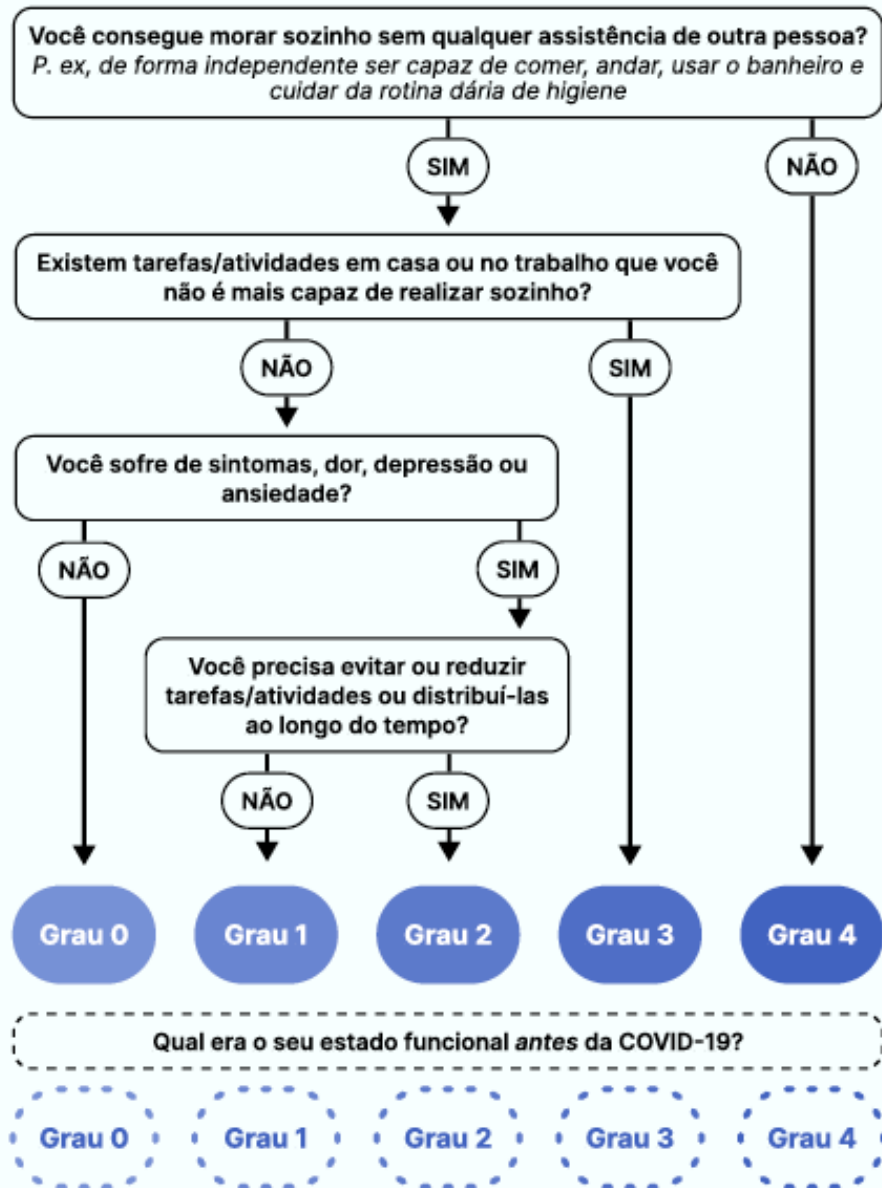 Você consegue morar sozinho sem qualquer assistência de outra pessoa?
P. ex, de forma independente ser capaz de comer, andar, usar o banheiro e
cuidar da rotina dária de higiene
SIM
NÃO
Existem tarefas/atividades em casa ou no trabalho que você
não é mais capaz de realizar sozinho?
NÃO
SIM
Você sofre de sintomas, dor, depressão ou
ansiedade?
NÃO
SIM
Você precisa evitar ou reduzir
tarefas/atividades ou distribuí-las
ao longo do tempo?
NÃO
SIM
Grau 0
Grau 1
Grau 2
Grau 3
Grau 4
Qual era o seu estado funcional antes da COVID-19?
Grau 0
Grau 1
Grau 2
Grau 3
Grau 4